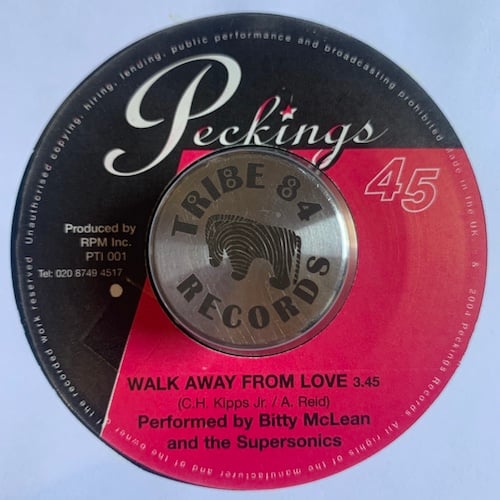 Peckings
45
TRIBE 84
RECORDS
Produced by
RPM Inc.
PTI 001
Tel: 020 8749 4517
WALK AWAY FROM LOVE 3.45
(C.H. Kipps Jr / A. Reid)
Performed by Bitty McLean
and the Supersonics
Unauthorised copying, hiring, lending, public performance and broadcasting prohibited
Made in the UK
2004 Peckings Records
All rights of the manufacturer and of the owner of the recorded work reserved